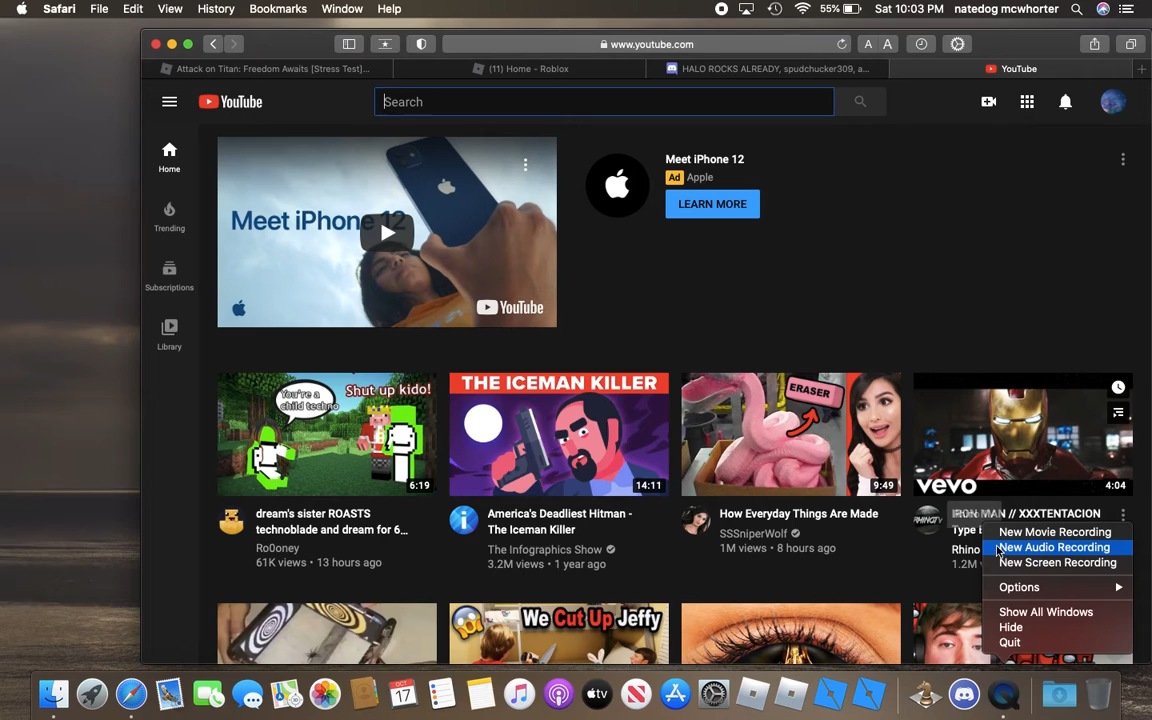 Safari File Edit View History Bookmarks Window Help 55% Sat 10:03 PM natedog mcwhorter
www.youtube.com A A
Attack on Titan: Freedom Awaits [Stress Test]... (11) Home - Roblox HALO ROCKS ALREADY, spudchucker309, a... YouTube
YouTube Search
Home
Trending
Subscriptions
Library
Meet iPhone 12
YouTube
Meet iPhone 12
Ad Apple
LEARN MORE
You're a child techno
Shut up kido!
6:19
THE ICEMAN KILLER
14:11
ERASER
9:49
vevo
4:04
dream's sister ROASTS
technoblade and dream for 6...
Ro0oney
61K views • 13 hours ago
America's Deadliest Hitman -
The Iceman Killer
The Infographics Show
3.2M views • 1 year ago
How Everyday Things Are Made
SSSniperWolf
1M views • 8 hours ago
IRON MAN // XXXTENTACION
Type
Rhino
1.2M
New Movie Recording
New Audio Recording
New Screen Recording
Options
Show All Windows
Hide
Quit
We Cut Up Jeffy
OCT
17
tv